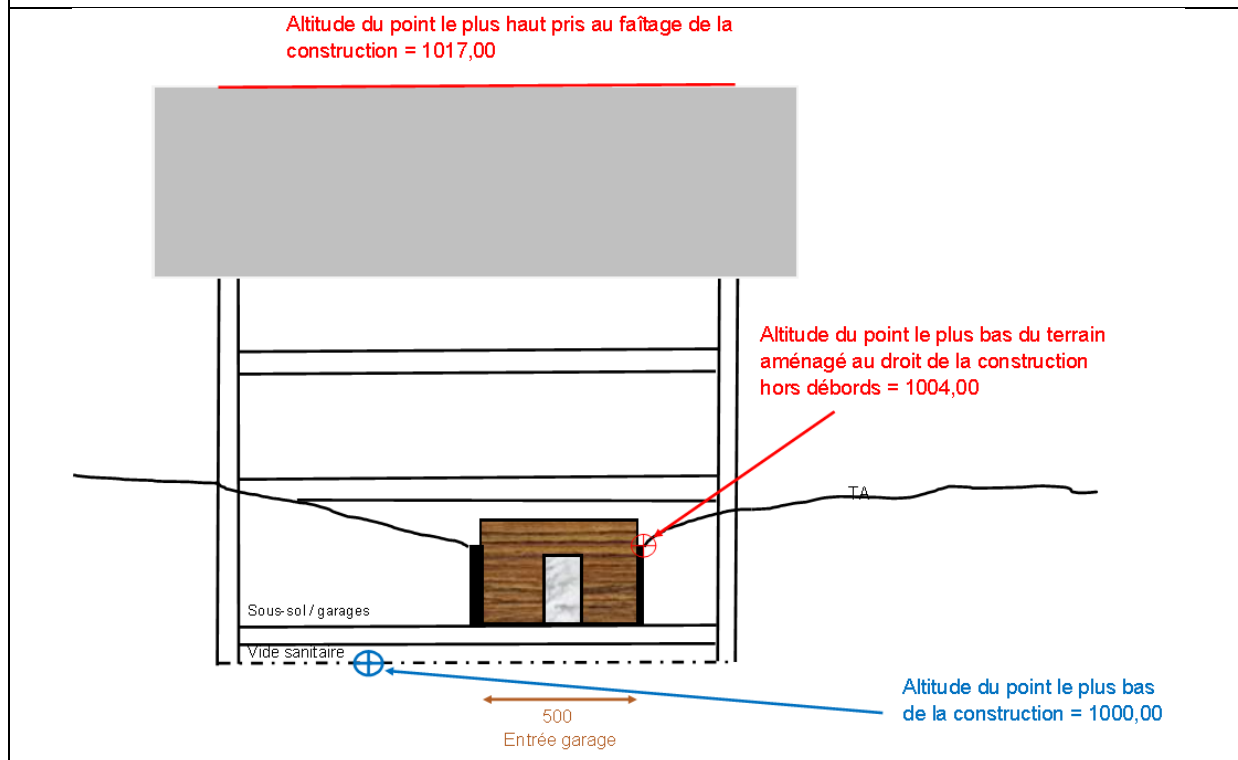 Altitude du point le plus haut pris au faîtage de la
construction = 1017,00
Altitude du point le plus bas du terrain
aménagé au droit de la construction
hors débords = 1004,00
TA
Sous-sol / garages
Vide sanitaire
Altitude du point le plus bas
de la construction = 1000,00
500
Entrée garage